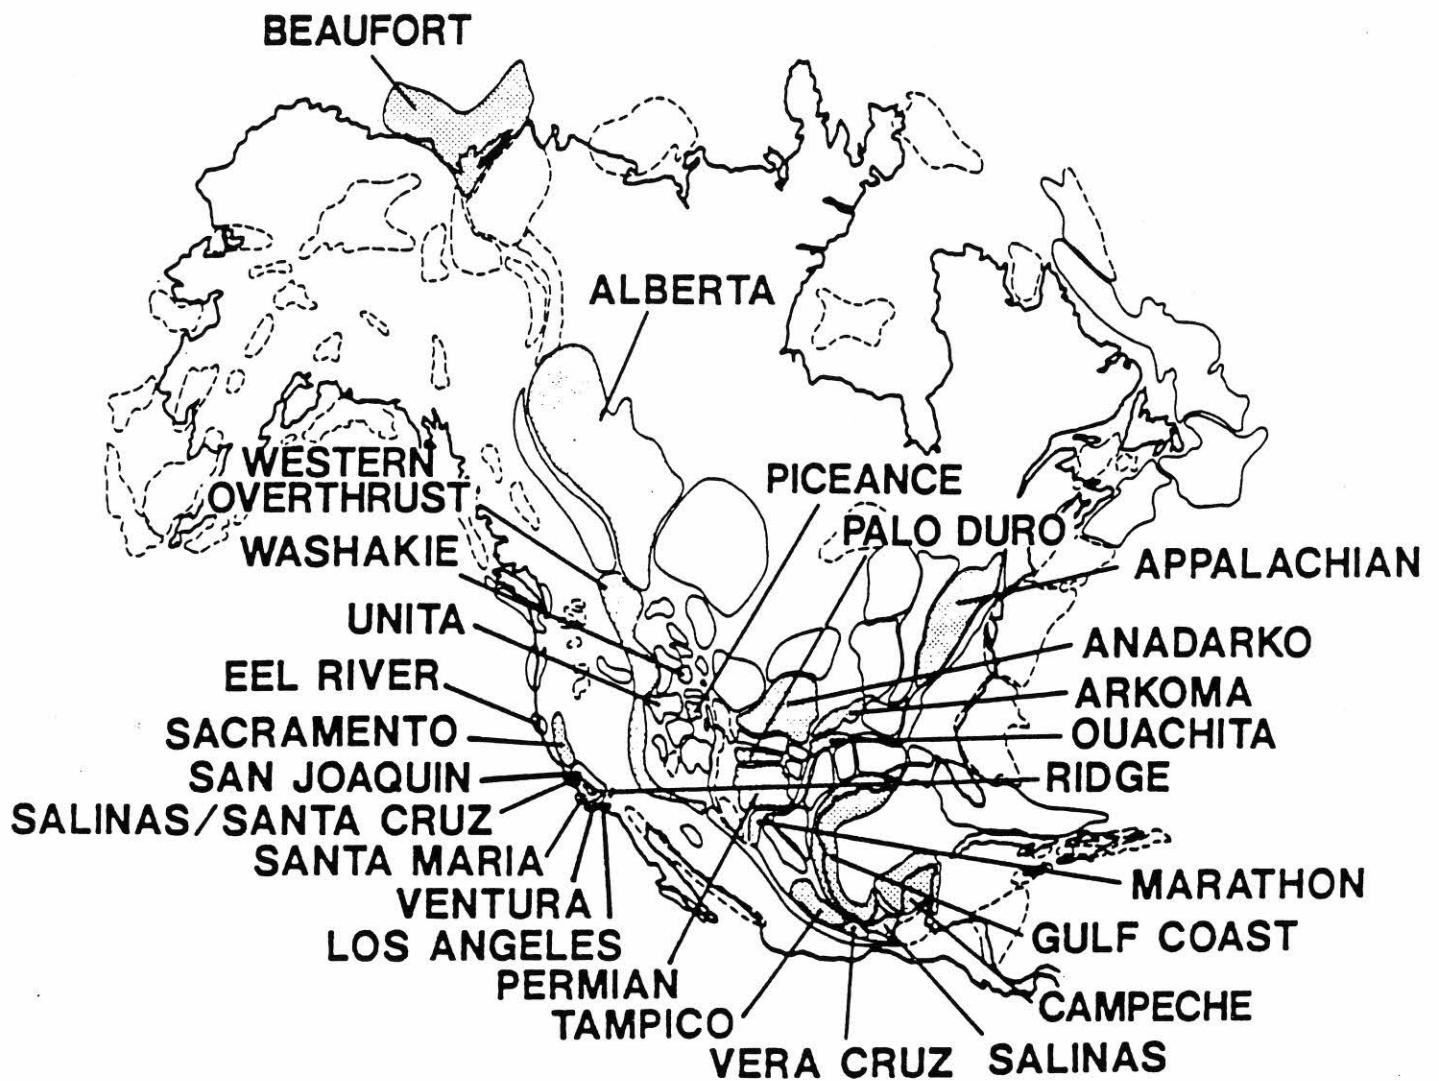 BEAUFORT
ALBERTA
WESTERN
OVERTHRUST
PICEANCE
PALO DURO
WASHAKIE
APPALACHIAN
UNITA
ANADARKO
EEL RIVER
ARKOMA
SACRAMENTO
OUACHITA
SAN JOAQUIN
RIDGE
SALINAS/SANTA CRUZ
SANTA MARIA
MARATHON
VENTURA
GULF COAST
LOS ANGELES
PERMIAN
CAMPECHE
TAMPICO
VERA CRUZ
SALINAS